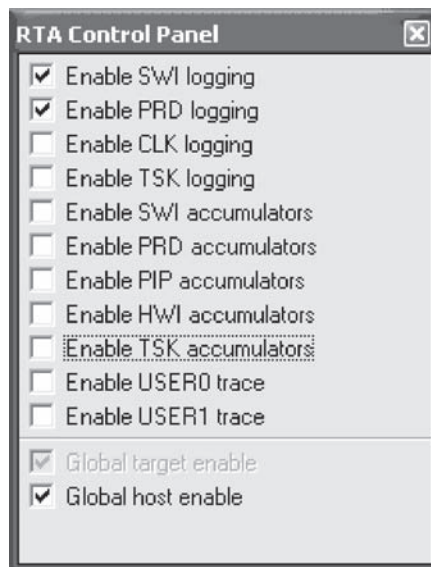 RTA Control Panel
Enable SWI logging
Enable PRD logging
Enable CLK logging
Enable TSK logging
Enable SWI accumulators
Enable PRD accumulators
Enable PIP accumulators
Enable HWI accumulators
Enable TSK accumulators
Enable USER0 trace
Enable USER1 trace
Global target enable
Global host enable